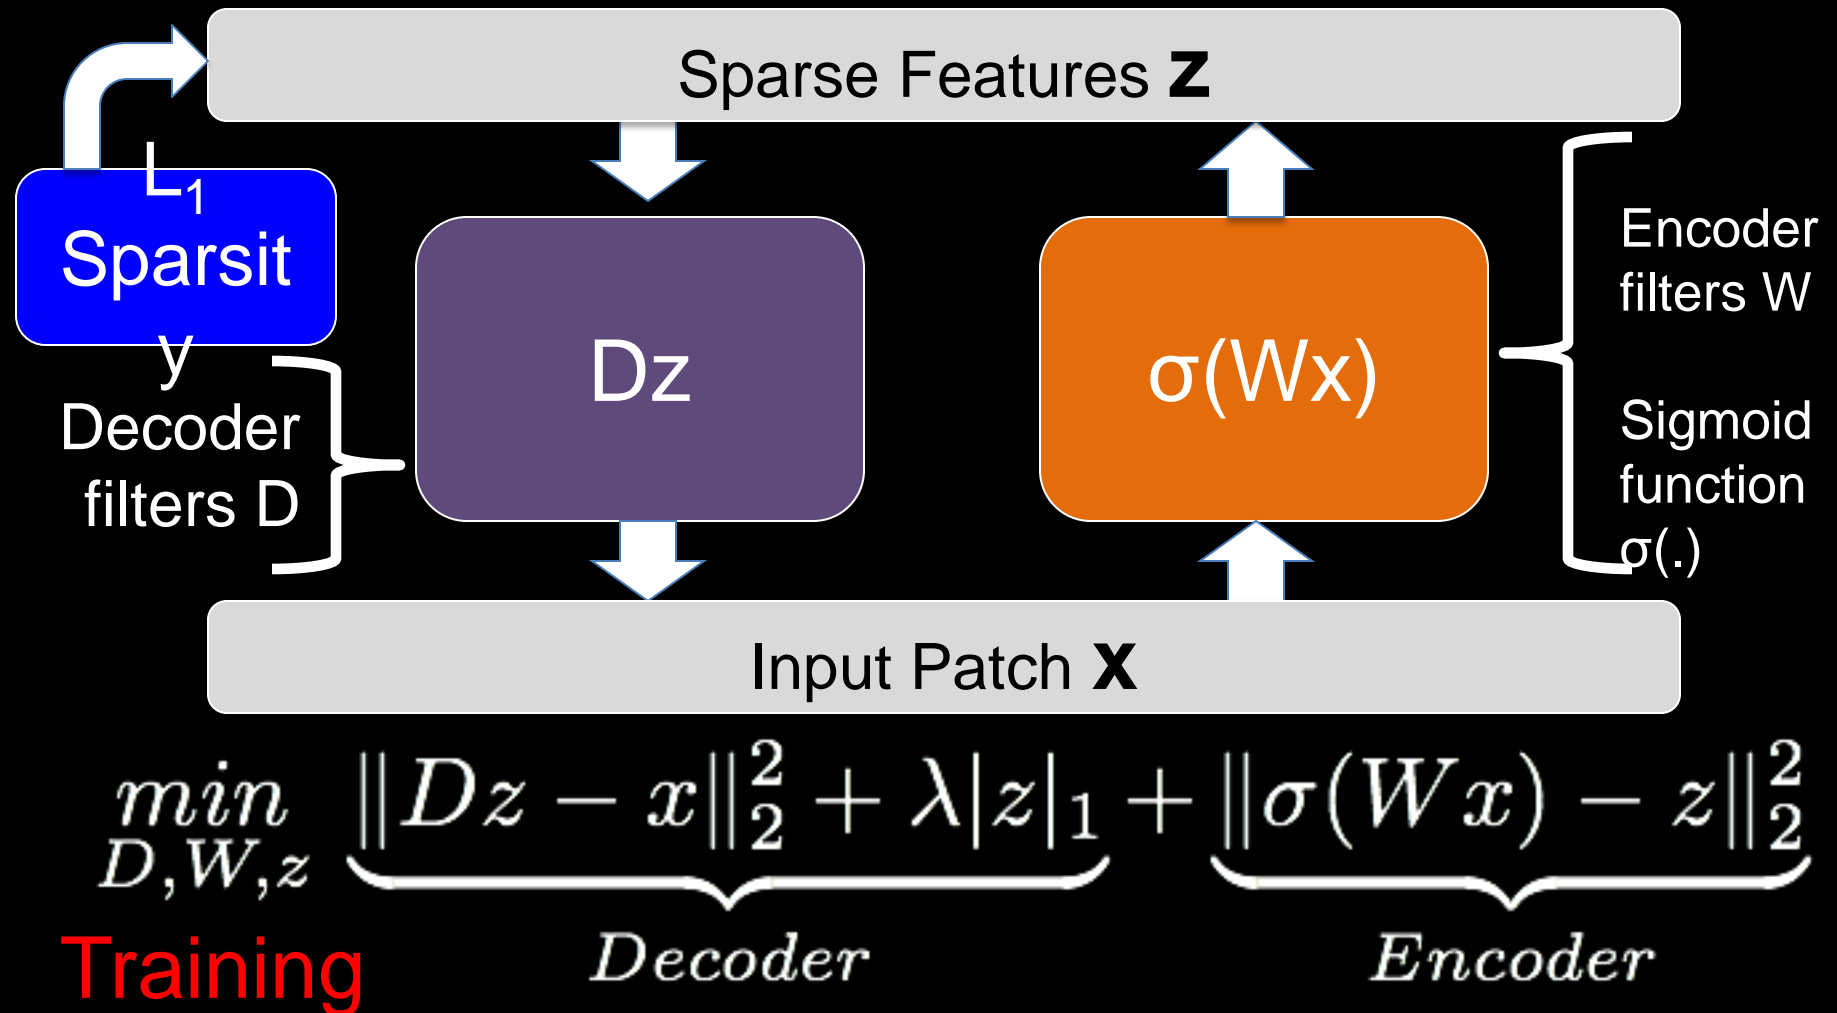 Sparse Features z
L1
Sparsit
y
Decoder
filters D
Dz
σ(Wx)
Encoder
filters W
Sigmoid
function
σ(.)
Input Patch x
min ‖Dz − x‖₂² + λ|z|₁ + ‖σ(Wx) − z‖₂²
D,W,z
Decoder Encoder
Training